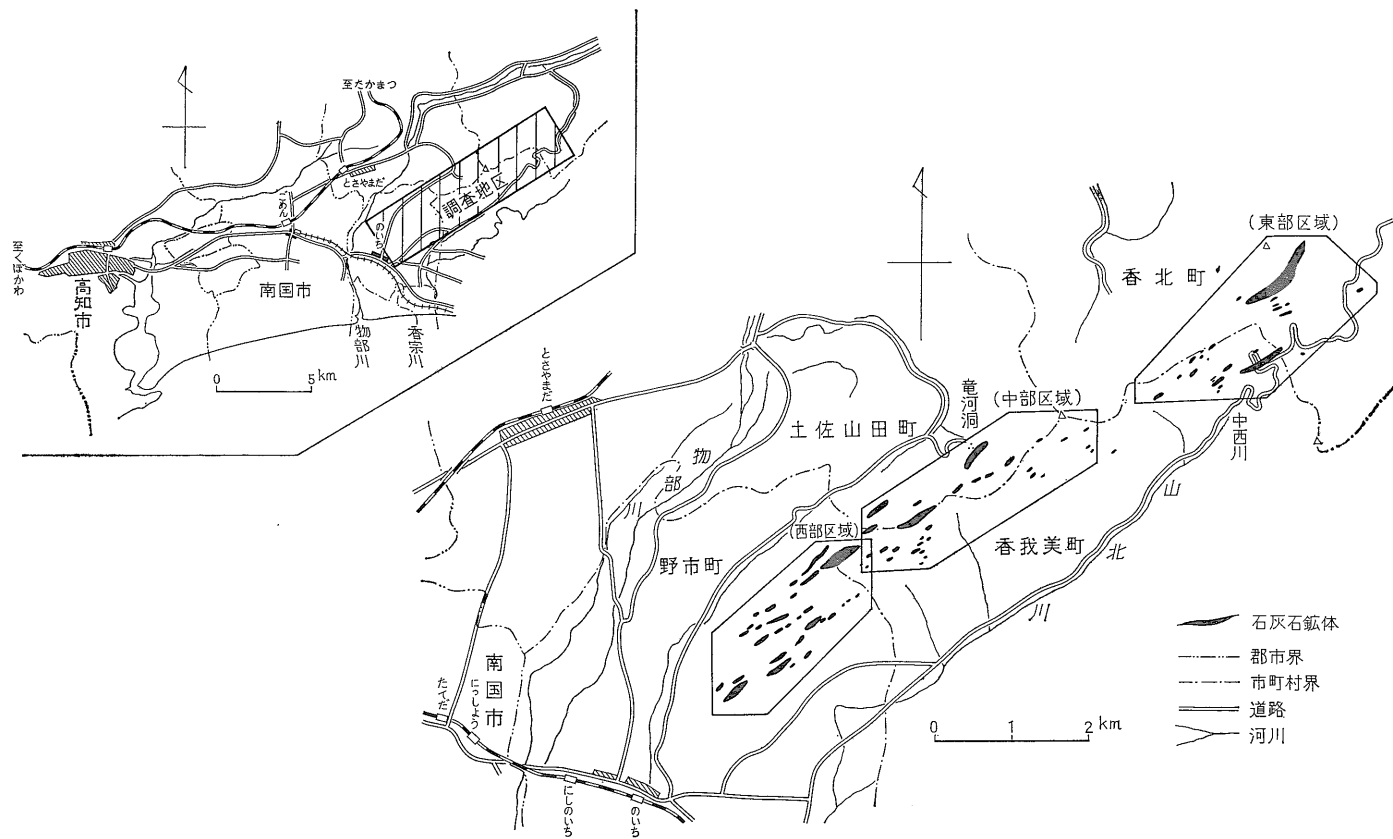 至たかまつ
とさやまだ
調査地区
ごめん
のいち
至くぼかわ
高知市
南国市
物部川
香宗川
0 5 km
(東部区域)
香北町
とさやまだ
竜河洞
(中部区域)
土佐山田町
物部川
中西川
(西部区域)
野市町
香我美町
山北川
南国市
たてだ
にっしょう
にしのいち
のいち
0 1 2 km
石灰石鉱体
郡市界
市町村界
道路
河川